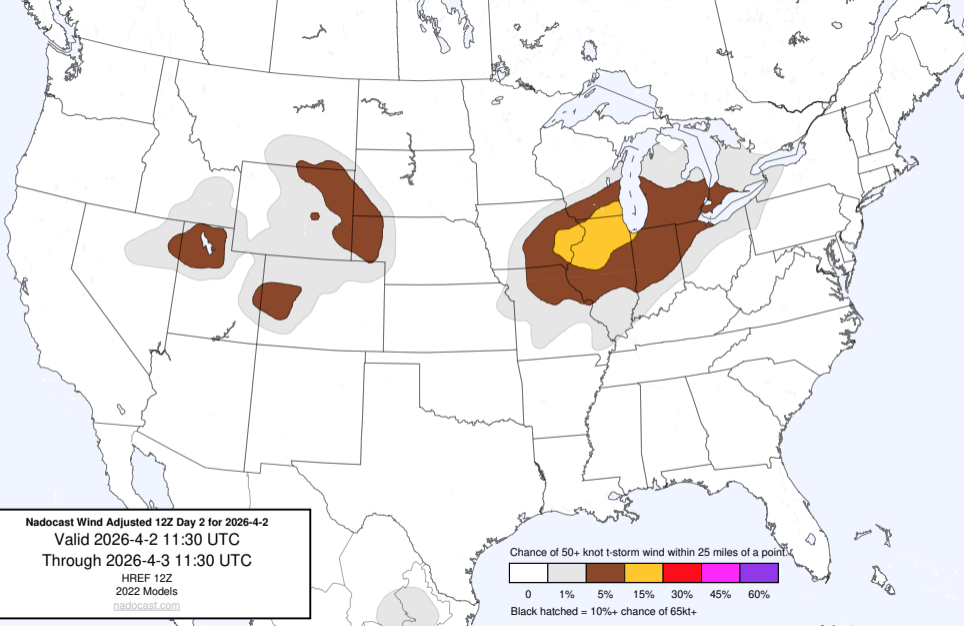 Nadocast Wind Adjusted 12Z Day 2 for 2026-4-2
Valid 2026-4-2 11:30 UTC
Through 2026-4-3 11:30 UTC
HREF 12Z
2022 Models
nadocast.com
Chance of 50+ knot t-storm wind within 25 miles of a point.
0 1% 5% 15% 30% 45% 60%
Black hatched = 10%+ chance of 65kt+